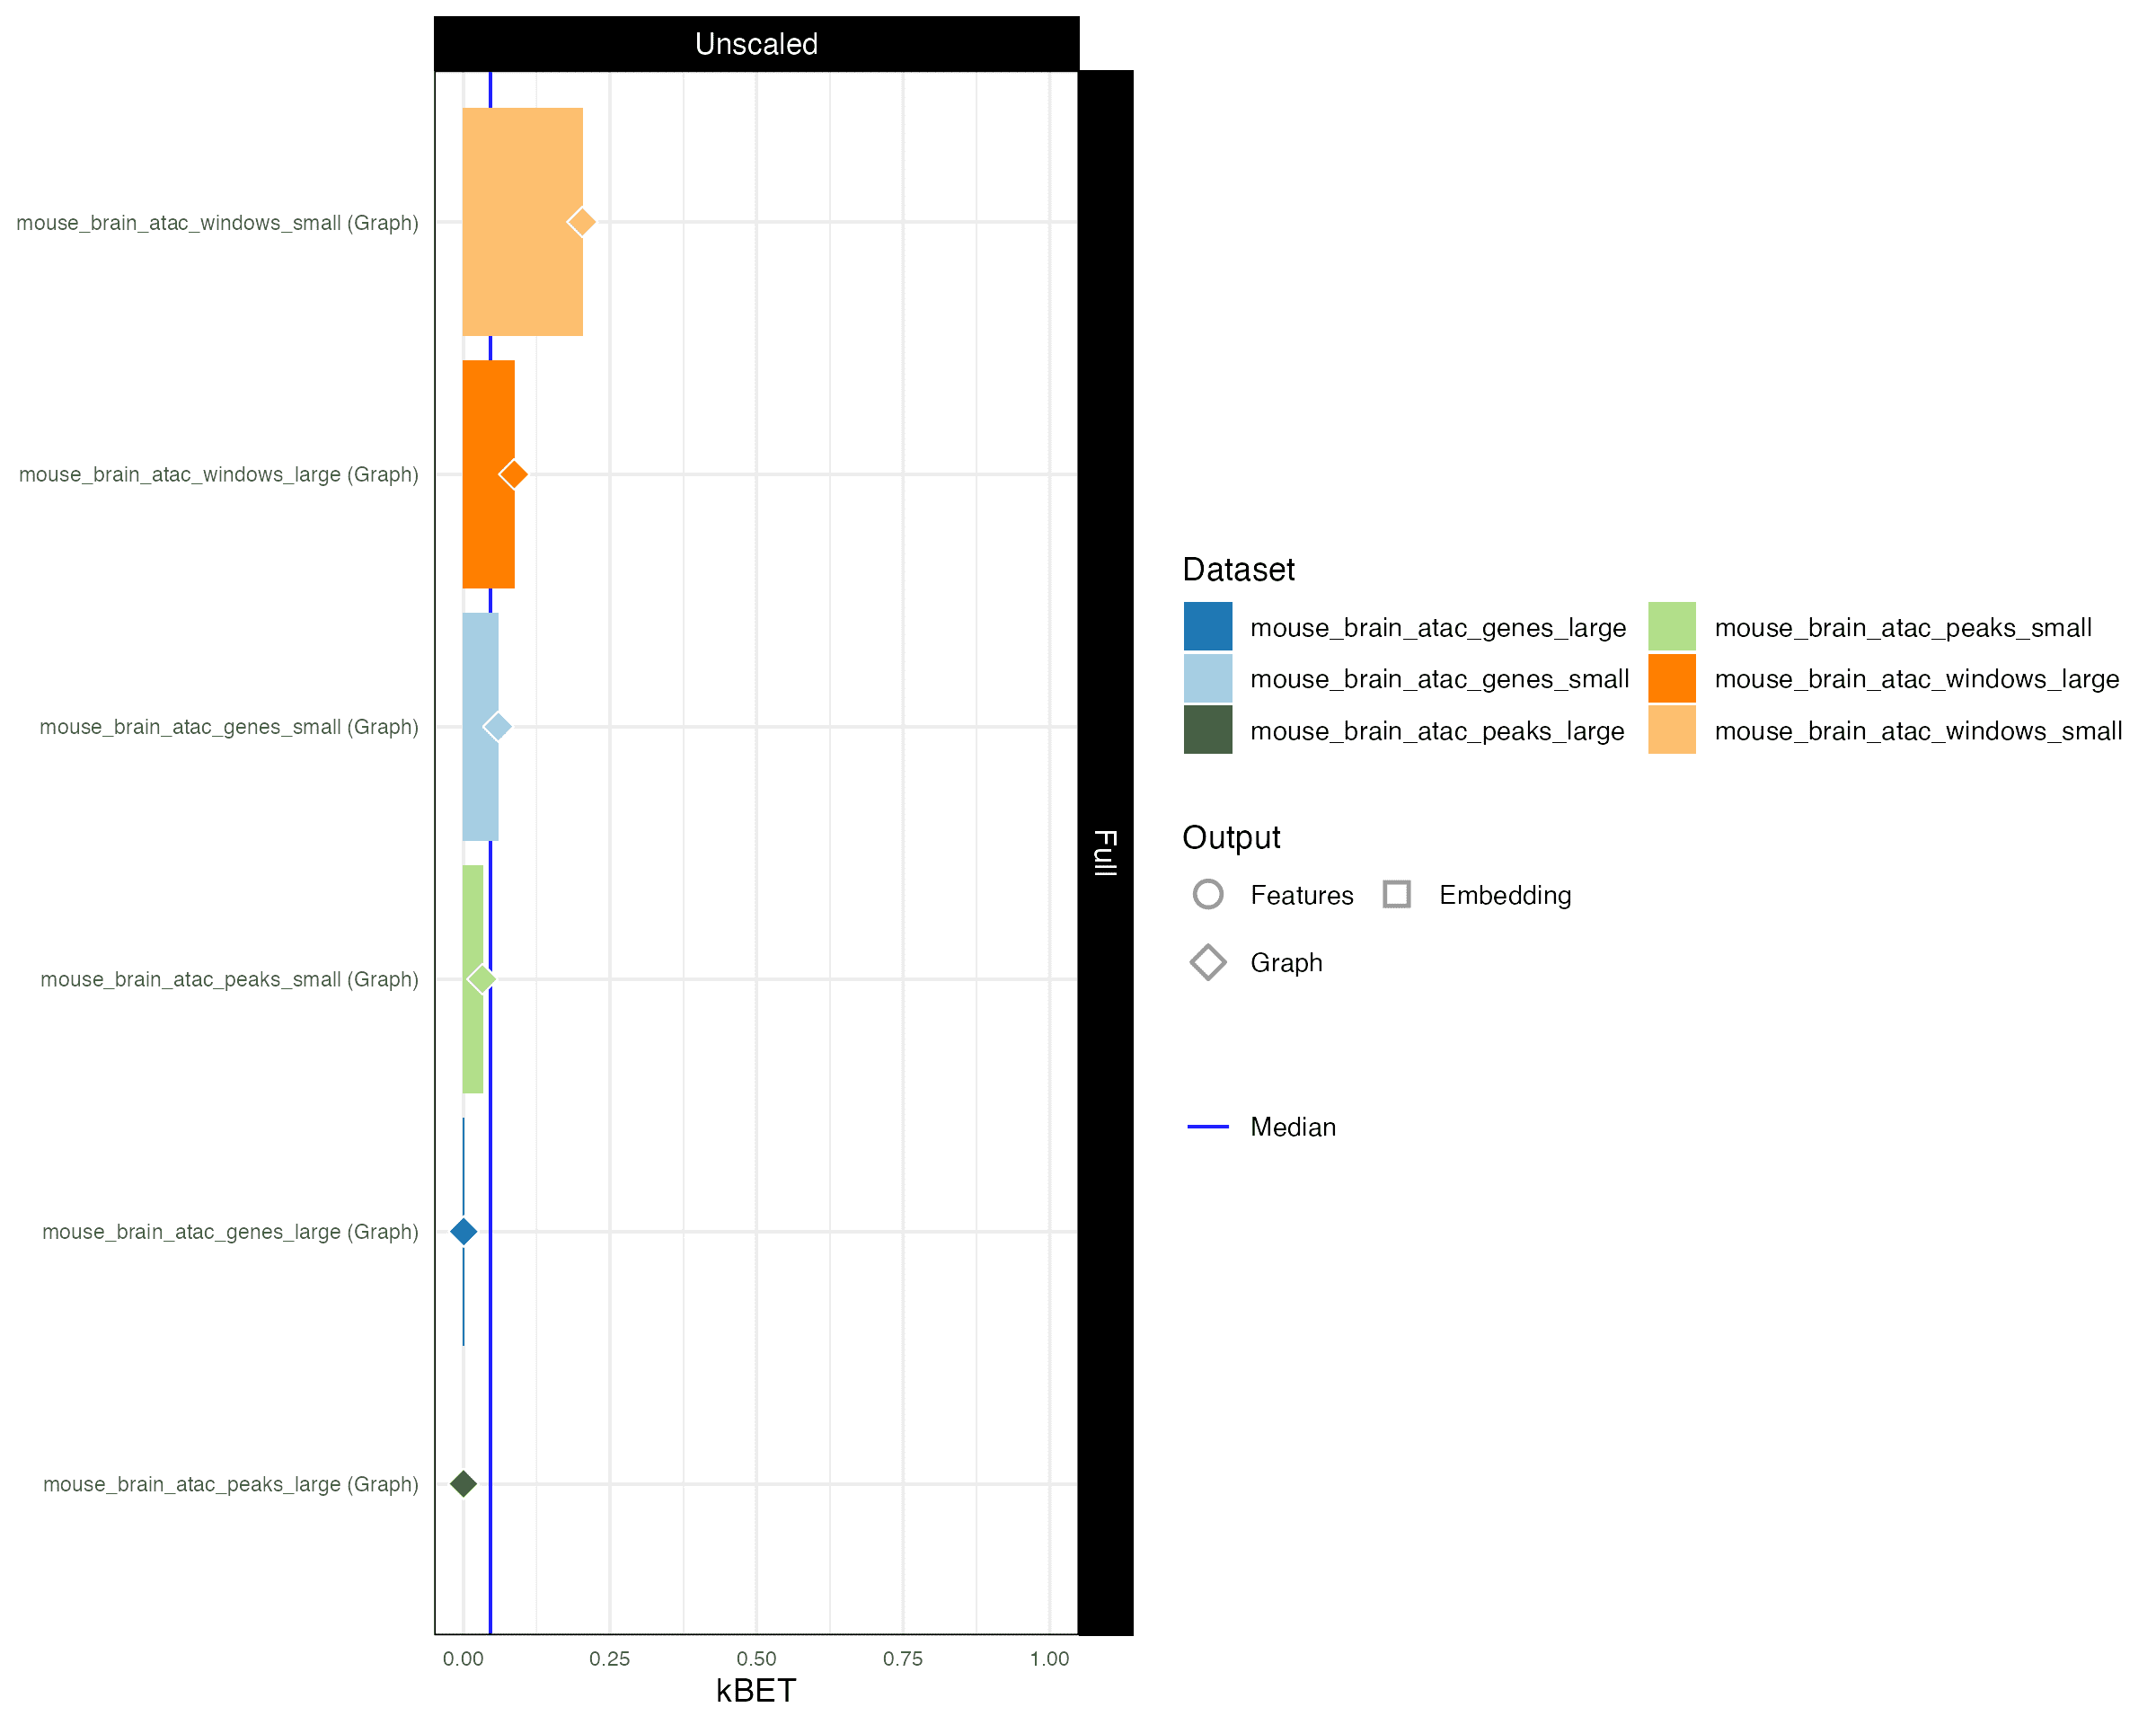 Unscaled
mouse_brain_atac_windows_small (Graph)
mouse_brain_atac_windows_large (Graph)
mouse_brain_atac_genes_small (Graph)
mouse_brain_atac_peaks_small (Graph)
mouse_brain_atac_genes_large (Graph)
mouse_brain_atac_peaks_large (Graph)
0.00 0.25 0.50 0.75 1.00
kBET
Full
Dataset
mouse_brain_atac_genes_large mouse_brain_atac_peaks_small
mouse_brain_atac_genes_small mouse_brain_atac_windows_large
mouse_brain_atac_peaks_large mouse_brain_atac_windows_small
Output
Features Embedding
Graph
Median